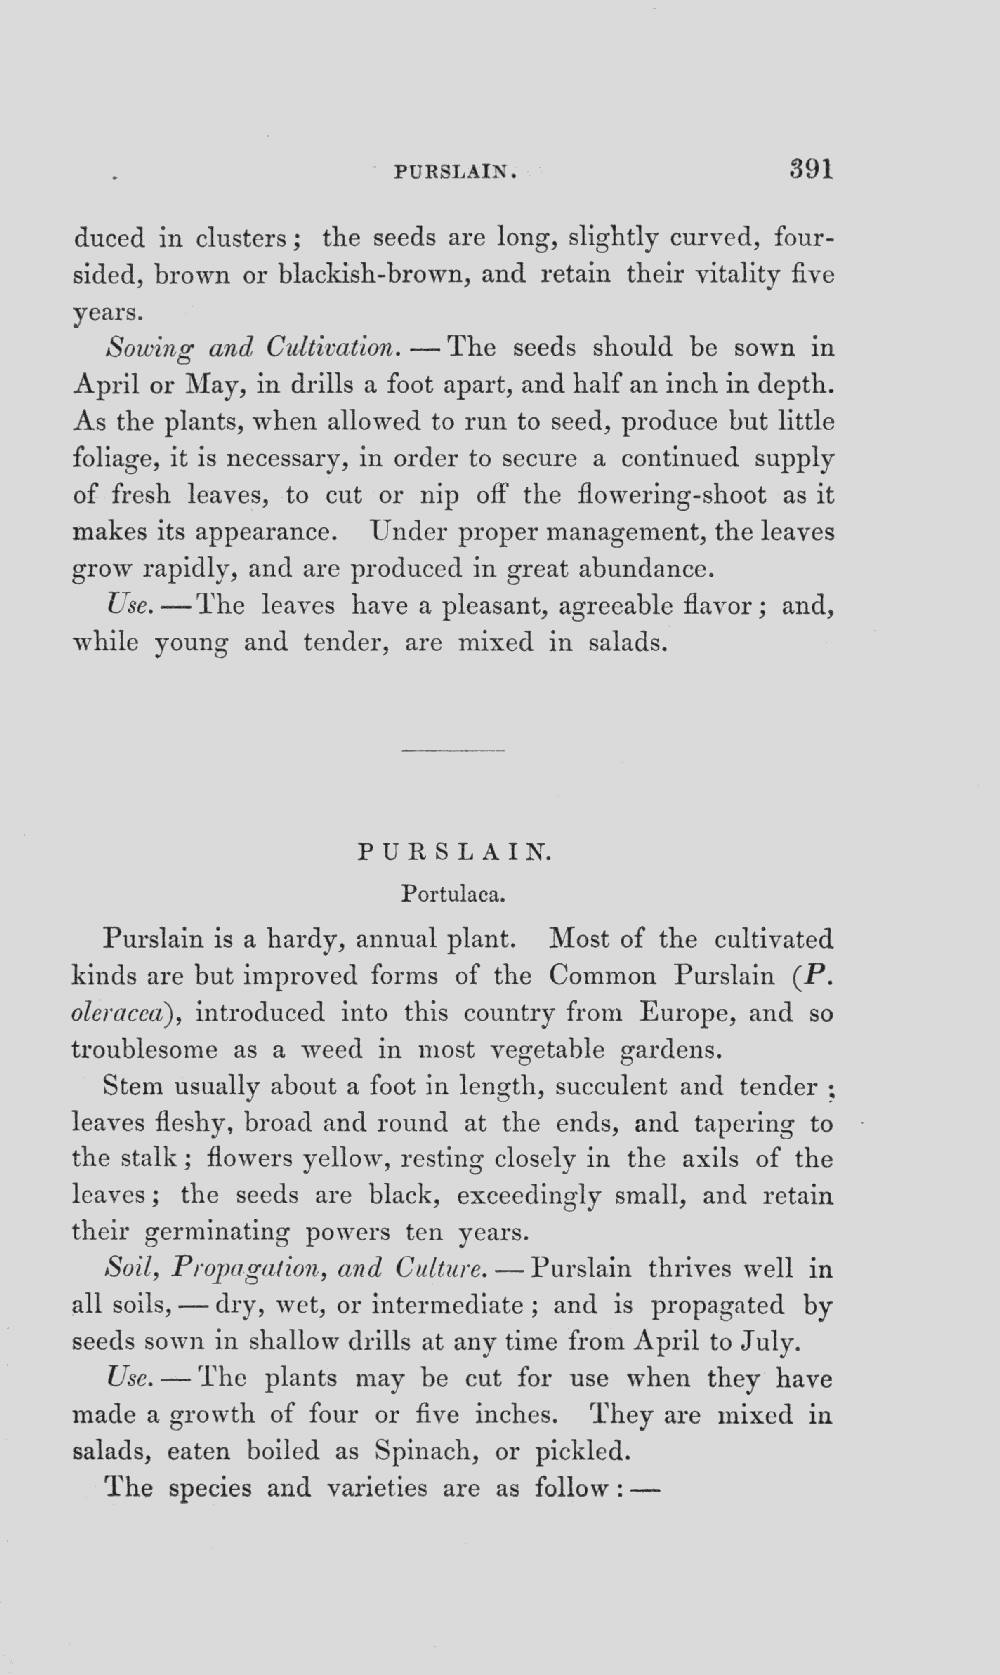 PURSLAIN. 391
duced in clusters; the seeds are long, slightly curved, four-
sided, brown or blackish-brown, and retain their vitality five
years.
Sowing and Cultivation. — The seeds should be sown in
April or May, in drills a foot apart, and half an inch in depth.
As the plants, when allowed to run to seed, produce but little
foliage, it is necessary, in order to secure a continued supply
of fresh leaves, to cut or nip off the flowering-shoot as it
makes its appearance. Under proper management, the leaves
grow rapidly, and are produced in great abundance.
Use. — The leaves have a pleasant, agreeable flavor; and,
while young and tender, are mixed in salads.
PURSLAIN.
Portulaca.
Purslain is a hardy, annual plant. Most of the cultivated
kinds are but improved forms of the Common Purslain (P.
oleracea), introduced into this country from Europe, and so
troublesome as a weed in most vegetable gardens.
Stem usually about a foot in length, succulent and tender;
leaves fleshy, broad and round at the ends, and tapering to
the stalk; flowers yellow, resting closely in the axils of the
leaves; the seeds are black, exceedingly small, and retain
their germinating powers ten years.
Soil, Propagation, and Culture. — Purslain thrives well in
all soils, — dry, wet, or intermediate; and is propagated by
seeds sown in shallow drills at any time from April to July.
Use. — The plants may be cut for use when they have
made a growth of four or five inches. They are mixed in
salads, eaten boiled as Spinach, or pickled.
The species and varieties are as follow: —